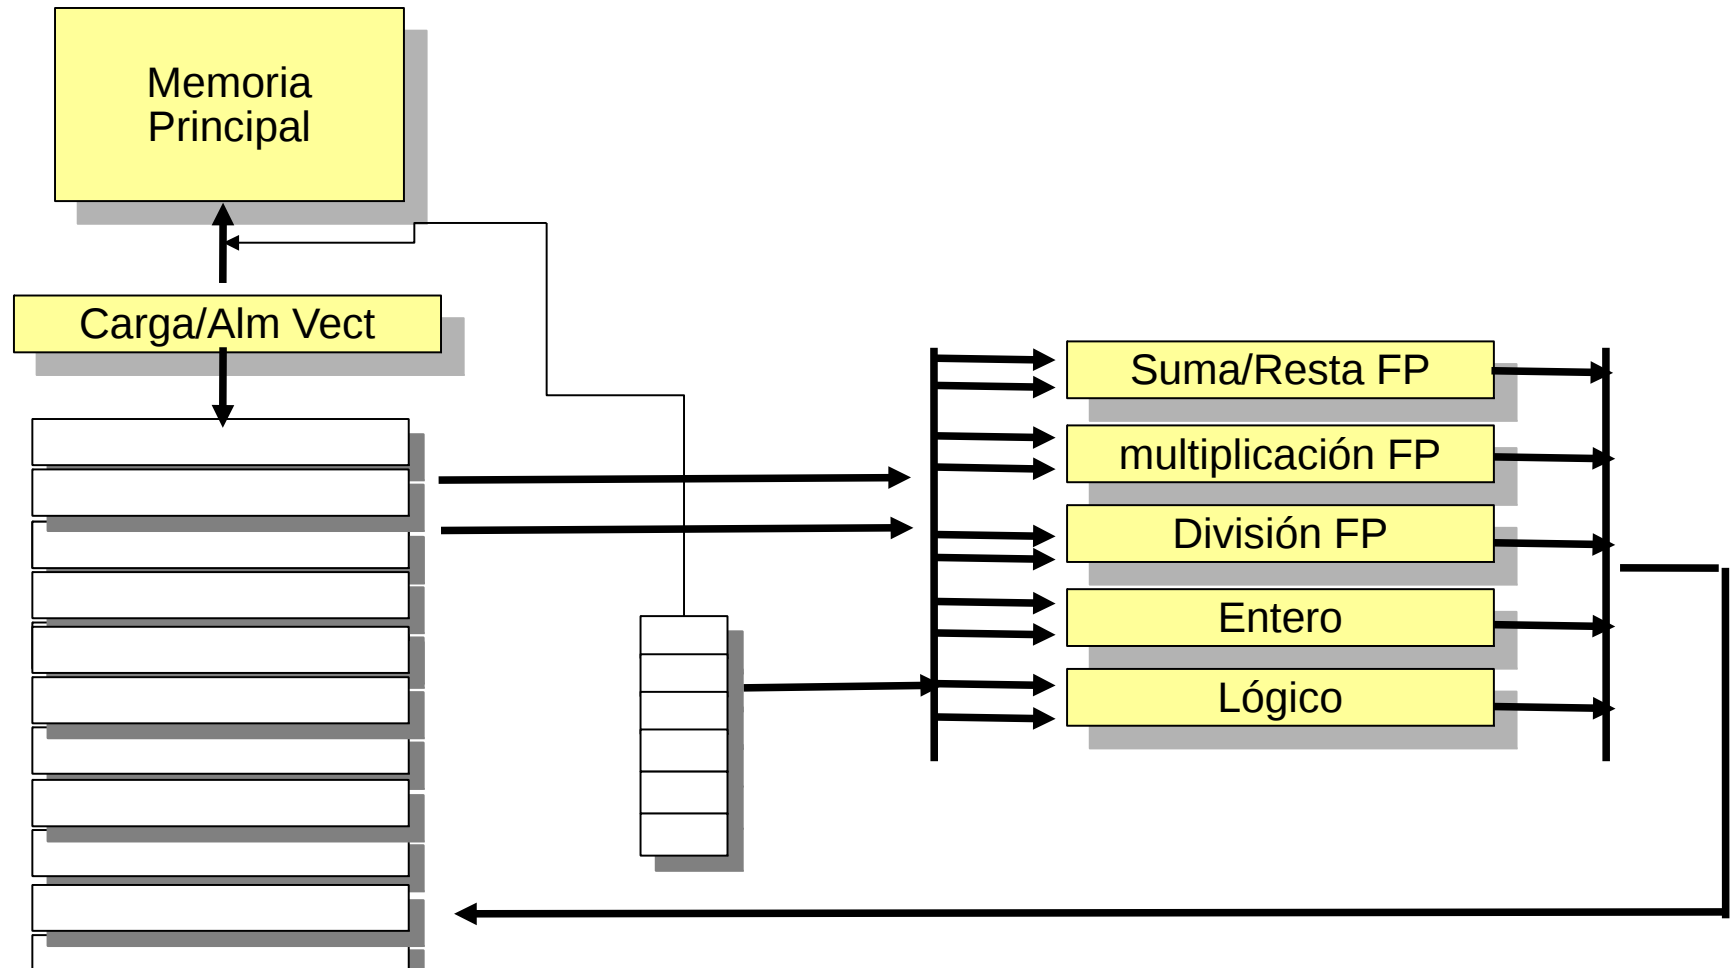 Memoria
Principal
Carga/Alm Vect
Suma/Resta FP
multiplicación FP
División FP
Entero
Lógico